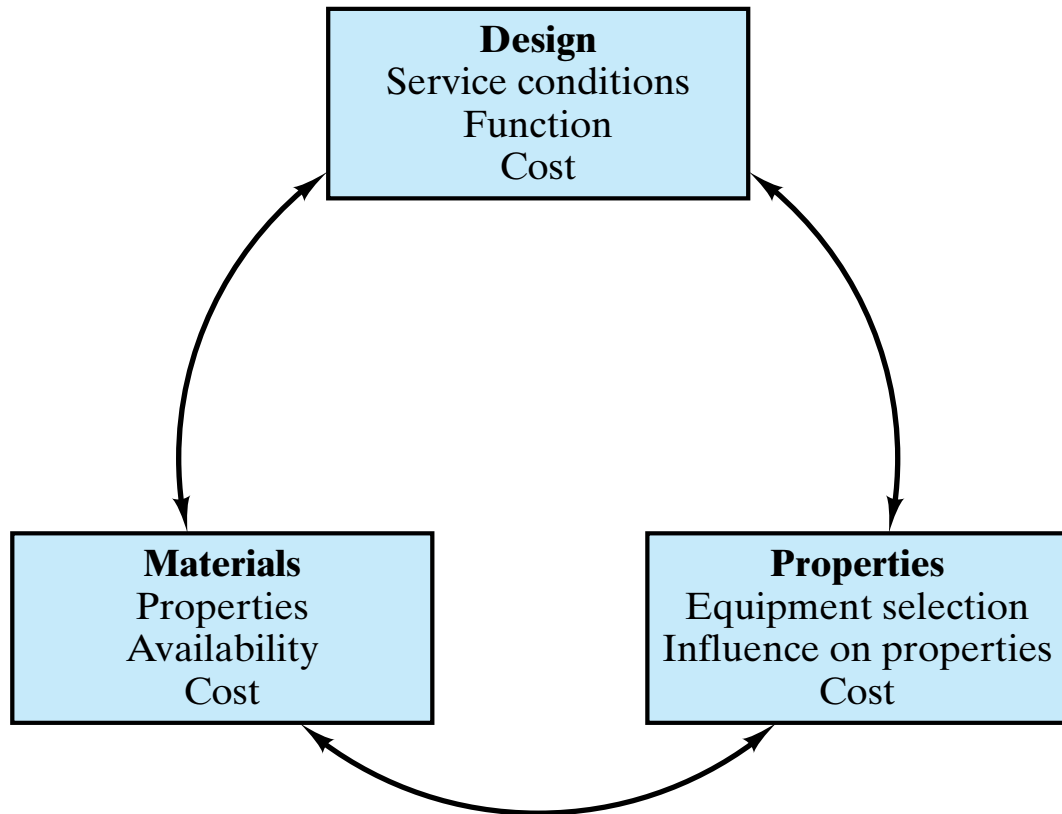 Design
Service conditions
Function
Cost
Materials
Properties
Availability
Cost
Properties
Equipment selection
Influence on properties
Cost